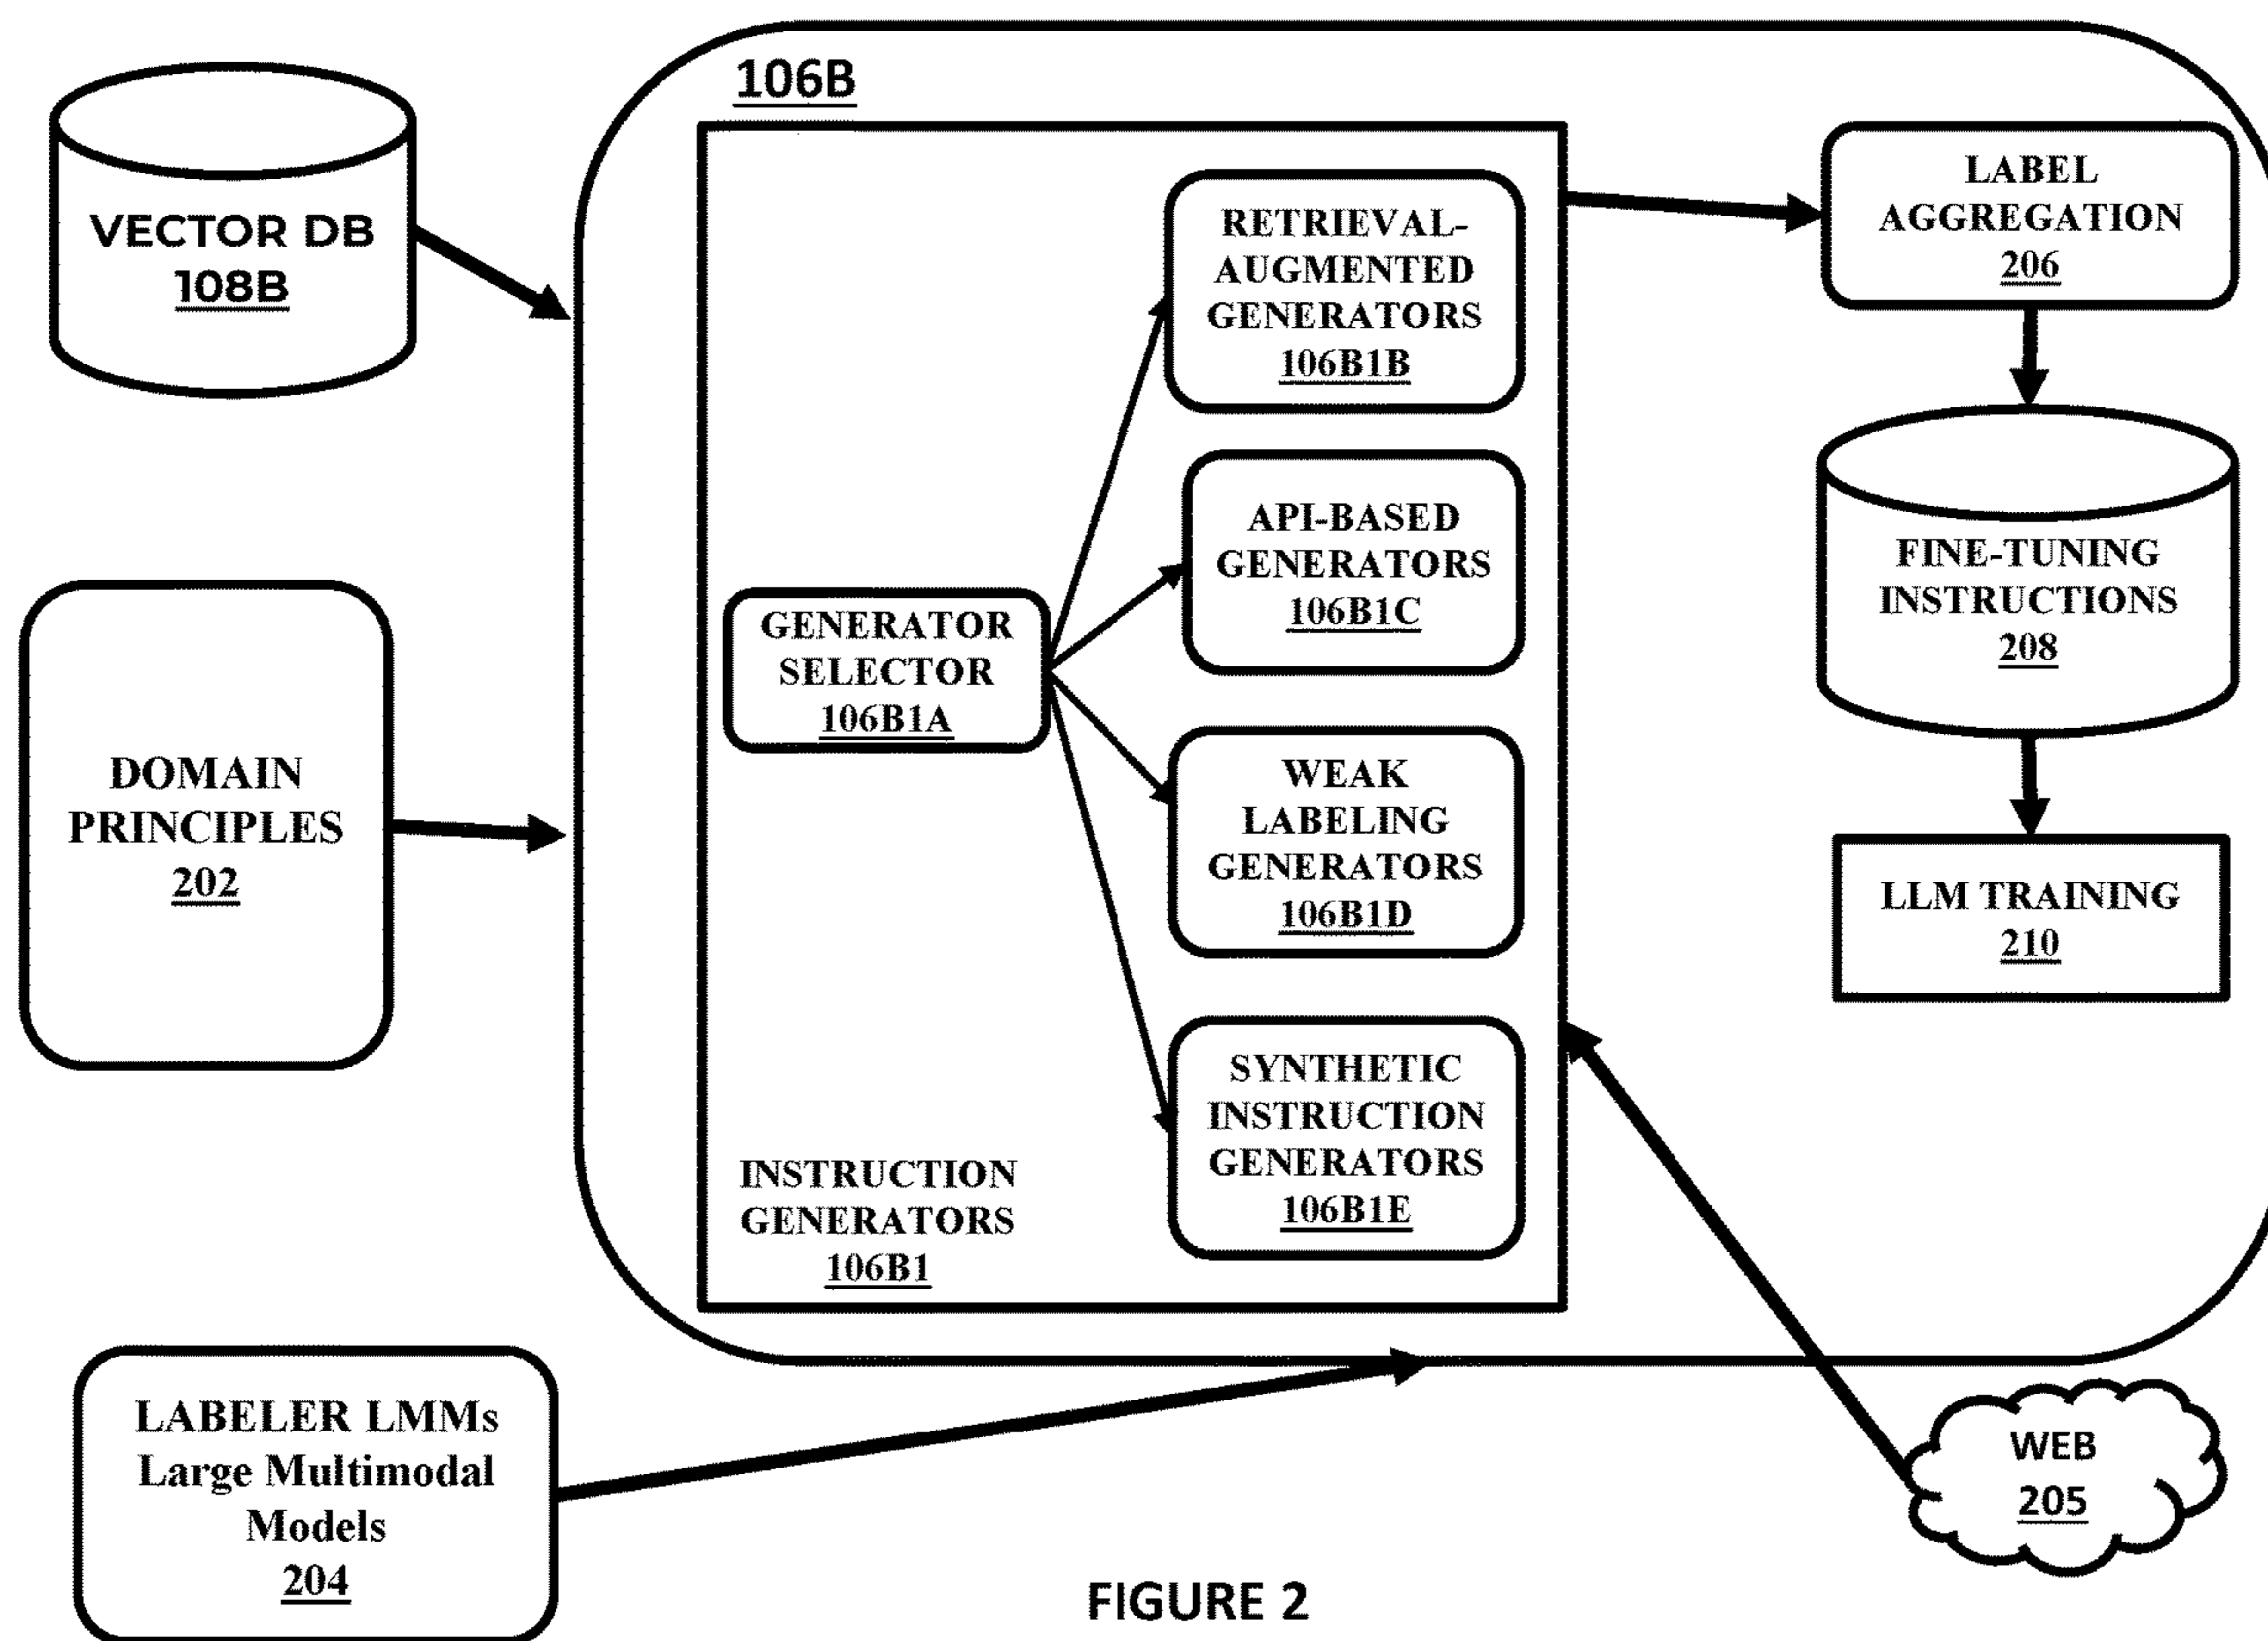 106B
VECTOR DB
108B
DOMAIN
PRINCIPLES
202
LABELER LMMs
Large Multimodal
Models
204
GENERATOR
SELECTOR
106B1A
INSTRUCTION
GENERATORS
106B1
RETRIEVAL-
AUGMENTED
GENERATORS
106B1B
API-BASED
GENERATORS
106B1C
WEAK
LABELING
GENERATORS
106B1D
SYNTHETIC
INSTRUCTION
GENERATORS
106B1E
LABEL
AGGREGATION
206
FINE-TUNING
INSTRUCTIONS
208
LLM TRAINING
210
WEB
205
FIGURE 2